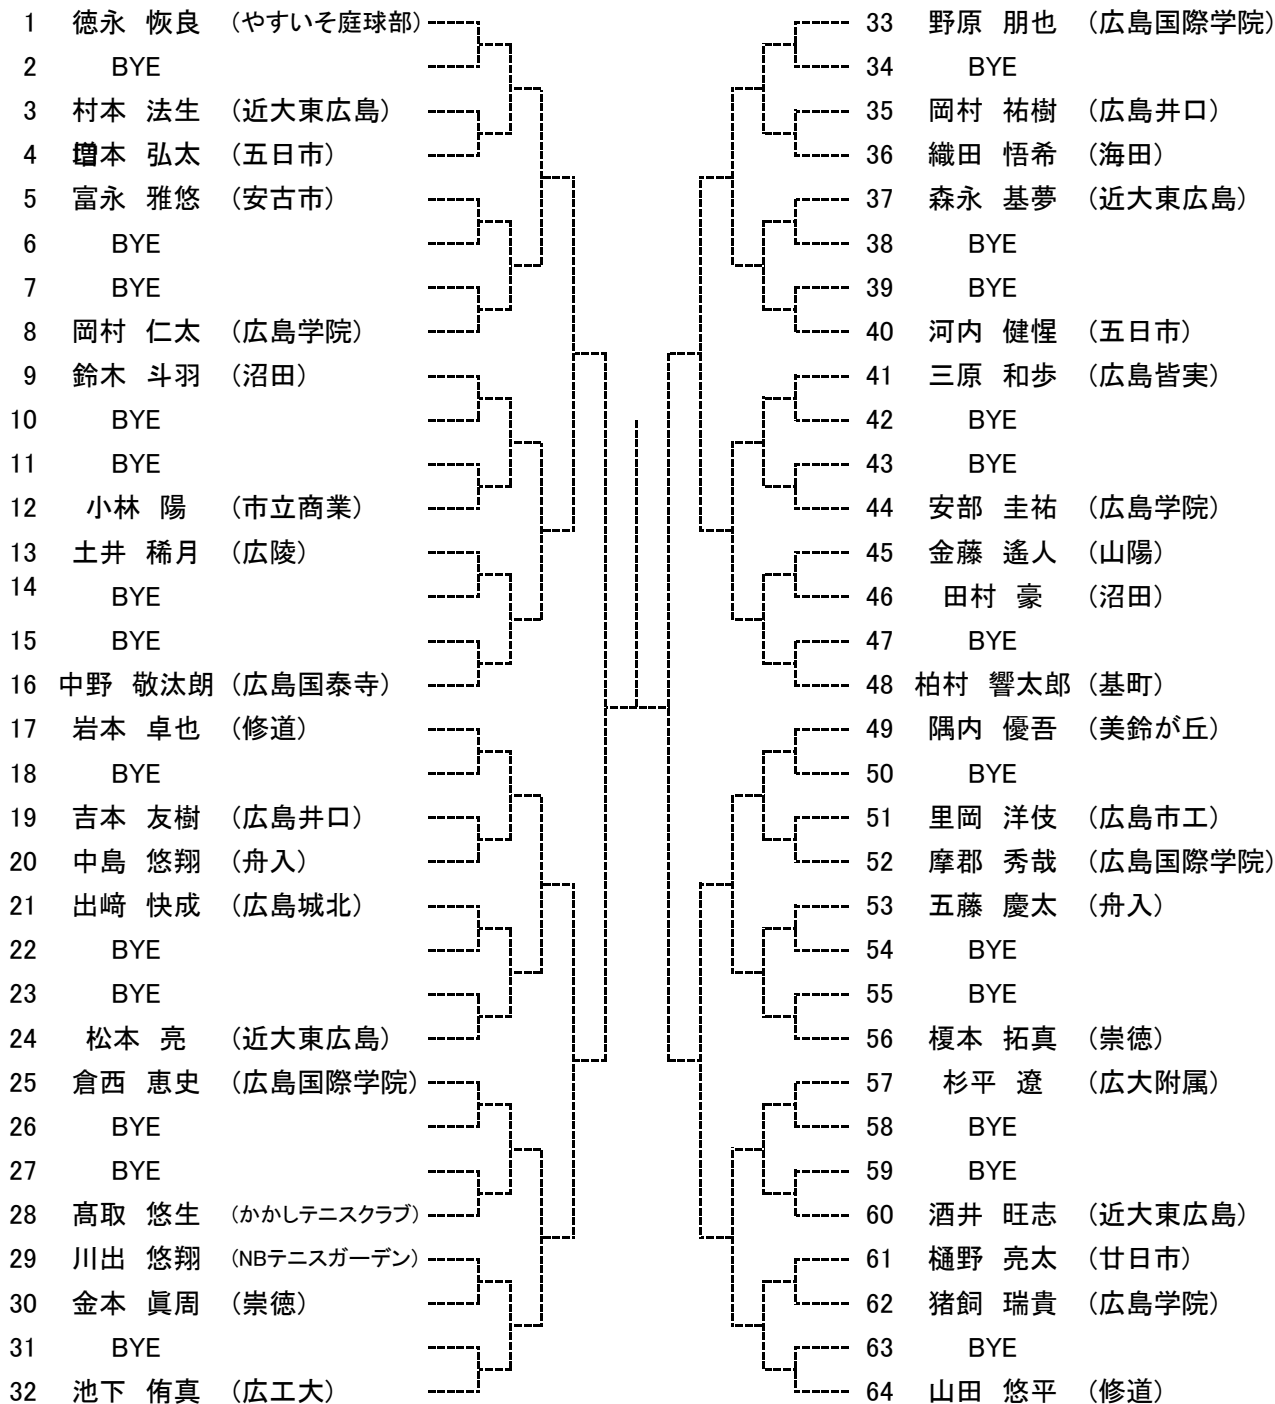 1 徳永 恢良 (やすいそ庭球部)
2 BYE
3 村本 法生 (近大東広島)
4 増本 弘太 (五日市)
5 富永 雅悠 (安古市)
6 BYE
7 BYE
8 岡村 仁太 (広島学院)
9 鈴木 斗羽 (沼田)
10 BYE
11 BYE
12 小林 陽 (市立商業)
13 土井 稀月 (広陵)
14 BYE
15 BYE
16 中野 敬汰朗 (広島国泰寺)
17 岩本 卓也 (修道)
18 BYE
19 吉本 友樹 (広島井口)
20 中島 悠翔 (舟入)
21 出﨑 快成 (広島城北)
22 BYE
23 BYE
24 松本 亮 (近大東広島)
25 倉西 恵史 (広島国際学院)
26 BYE
27 BYE
28 髙取 悠生 (かかしテニスクラブ)
29 川出 悠翔 (NBテニスガーデン)
30 金本 眞周 (崇徳)
31 BYE
32 池下 侑真 (広工大)
33 野原 朋也 (広島国際学院)
34 BYE
35 岡村 祐樹 (広島井口)
36 織田 悟希 (海田)
37 森永 基夢 (近大東広島)
38 BYE
39 BYE
40 河内 健惺 (五日市)
41 三原 和歩 (広島皆実)
42 BYE
43 BYE
44 安部 圭祐 (広島学院)
45 金藤 遙人 (山陽)
46 田村 豪 (沼田)
47 BYE
48 柏村 響太郎 (基町)
49 隅内 優吾 (美鈴が丘)
50 BYE
51 里岡 洋伎 (広島市工)
52 摩郡 秀哉 (広島国際学院)
53 五藤 慶太 (舟入)
54 BYE
55 BYE
56 榎本 拓真 (崇徳)
57 杉平 遼 (広大附属)
58 BYE
59 BYE
60 酒井 旺志 (近大東広島)
61 樋野 亮太 (廿日市)
62 猪飼 瑞貴 (広島学院)
63 BYE
64 山田 悠平 (修道)